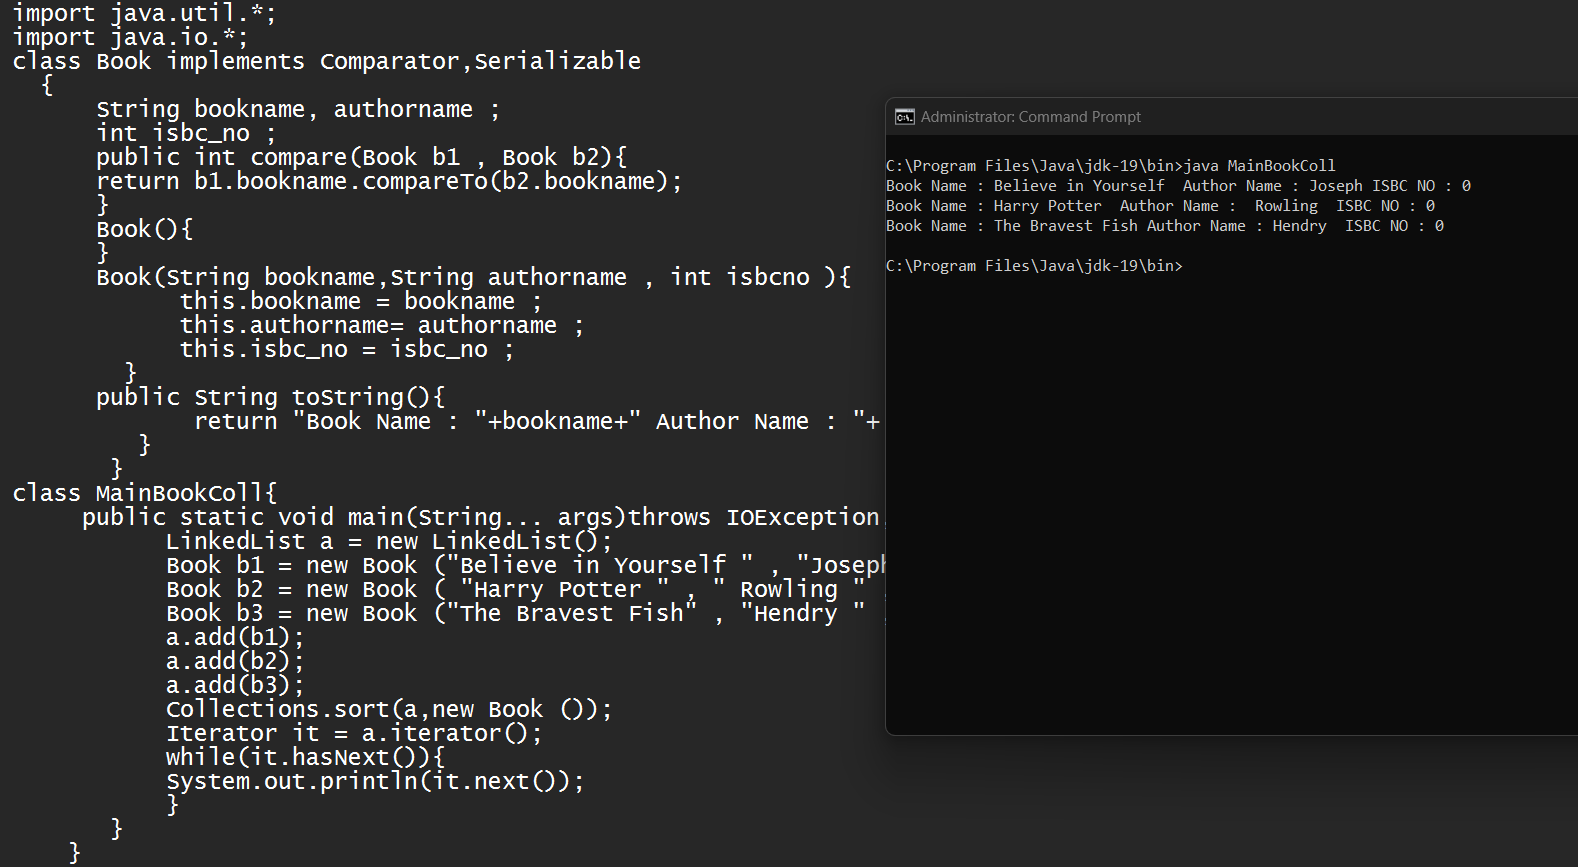 import java.util.*;
import java.io.*;
class Book implements Comparator,Serializable
{
String bookname, authorname ;
int isbc_no ;
public int compare(Book b1 , Book b2){
return b1.bookname.compareTo(b2.bookname);
}
Book(){
}
Book(String bookname,String authorname , int isbcno ){
this.bookname = bookname ;
this.authorname= authorname ;
this.isbc_no = isbc_no ;
}
public String toString(){
return "Book Name : "+bookname+" Author Name : "+
}
}
class MainBookColl{
public static void main(String... args)throws IOException
LinkedList a = new LinkedList();
Book b1 = new Book ("Believe in Yourself " , "Joseph
Book b2 = new Book ( "Harry Potter " , " Rowling "
Book b3 = new Book ("The Bravest Fish" , "Hendry "
a.add(b1);
a.add(b2);
a.add(b3);
Collections.sort(a,new Book ());
Iterator it = a.iterator();
while(it.hasNext()){
System.out.println(it.next());
}
}
}
Administrator: Command Prompt
C:\Program Files\Java\jdk-19\bin>java MainBookColl
Book Name : Believe in Yourself  Author Name : Joseph ISBC NO : 0
Book Name : Harry Potter  Author Name :  Rowling  ISBC NO : 0
Book Name : The Bravest Fish Author Name : Hendry  ISBC NO : 0
C:\Program Files\Java\jdk-19\bin>